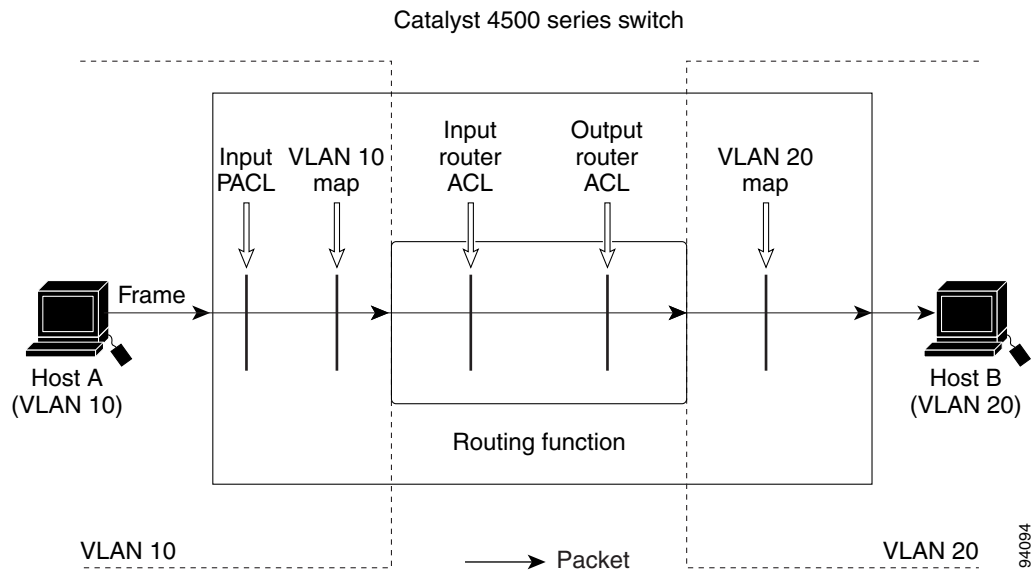 Catalyst 4500 series switch
Input
PACL
VLAN 10
map
Input
router
ACL
Output
router
ACL
VLAN 20
map
Frame
Host A
(VLAN 10)
Host B
(VLAN 20)
Routing function
VLAN 10
Packet
VLAN 20
94094